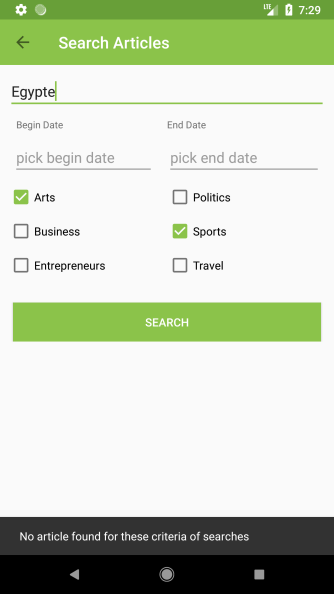 LTE 7:29
Search Articles
Egypte
Begin Date End Date
pick begin date pick end date
Arts Politics
Business Sports
Entrepreneurs Travel
SEARCH
No article found for these criteria of searches